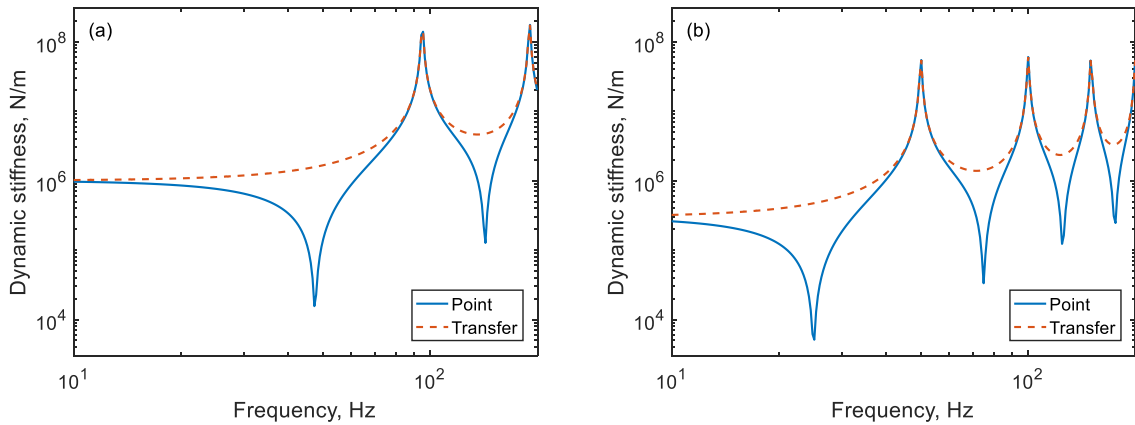 (a)
10^8
10^6
10^4
Dynamic stiffness, N/m
Point
Transfer
10^1
10^2
Frequency, Hz
(b)
10^8
10^6
10^4
Dynamic stiffness, N/m
Point
Transfer
10^1
10^2
Frequency, Hz